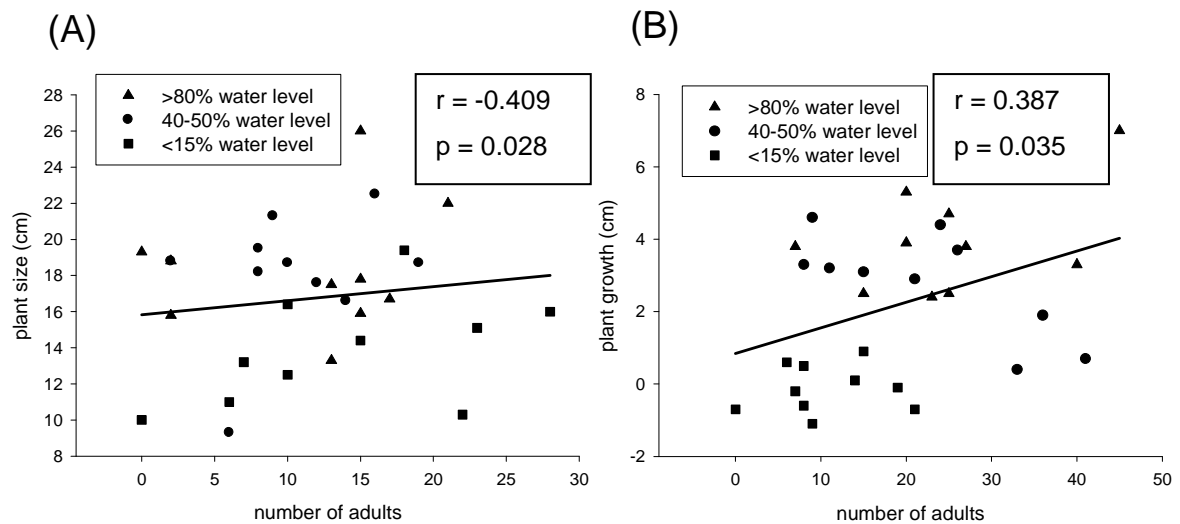 (A)
>80% water level
40-50% water level
<15% water level
r = -0.409
p = 0.028
28
26
24
22
20
18
16
14
12
10
8
plant size (cm)
0 5 10 15 20 25 30
number of adults
(B)
>80% water level
40-50% water level
<15% water level
r = 0.387
p = 0.035
8
6
4
2
0
-2
plant growth (cm)
0 10 20 30 40 50
number of adults